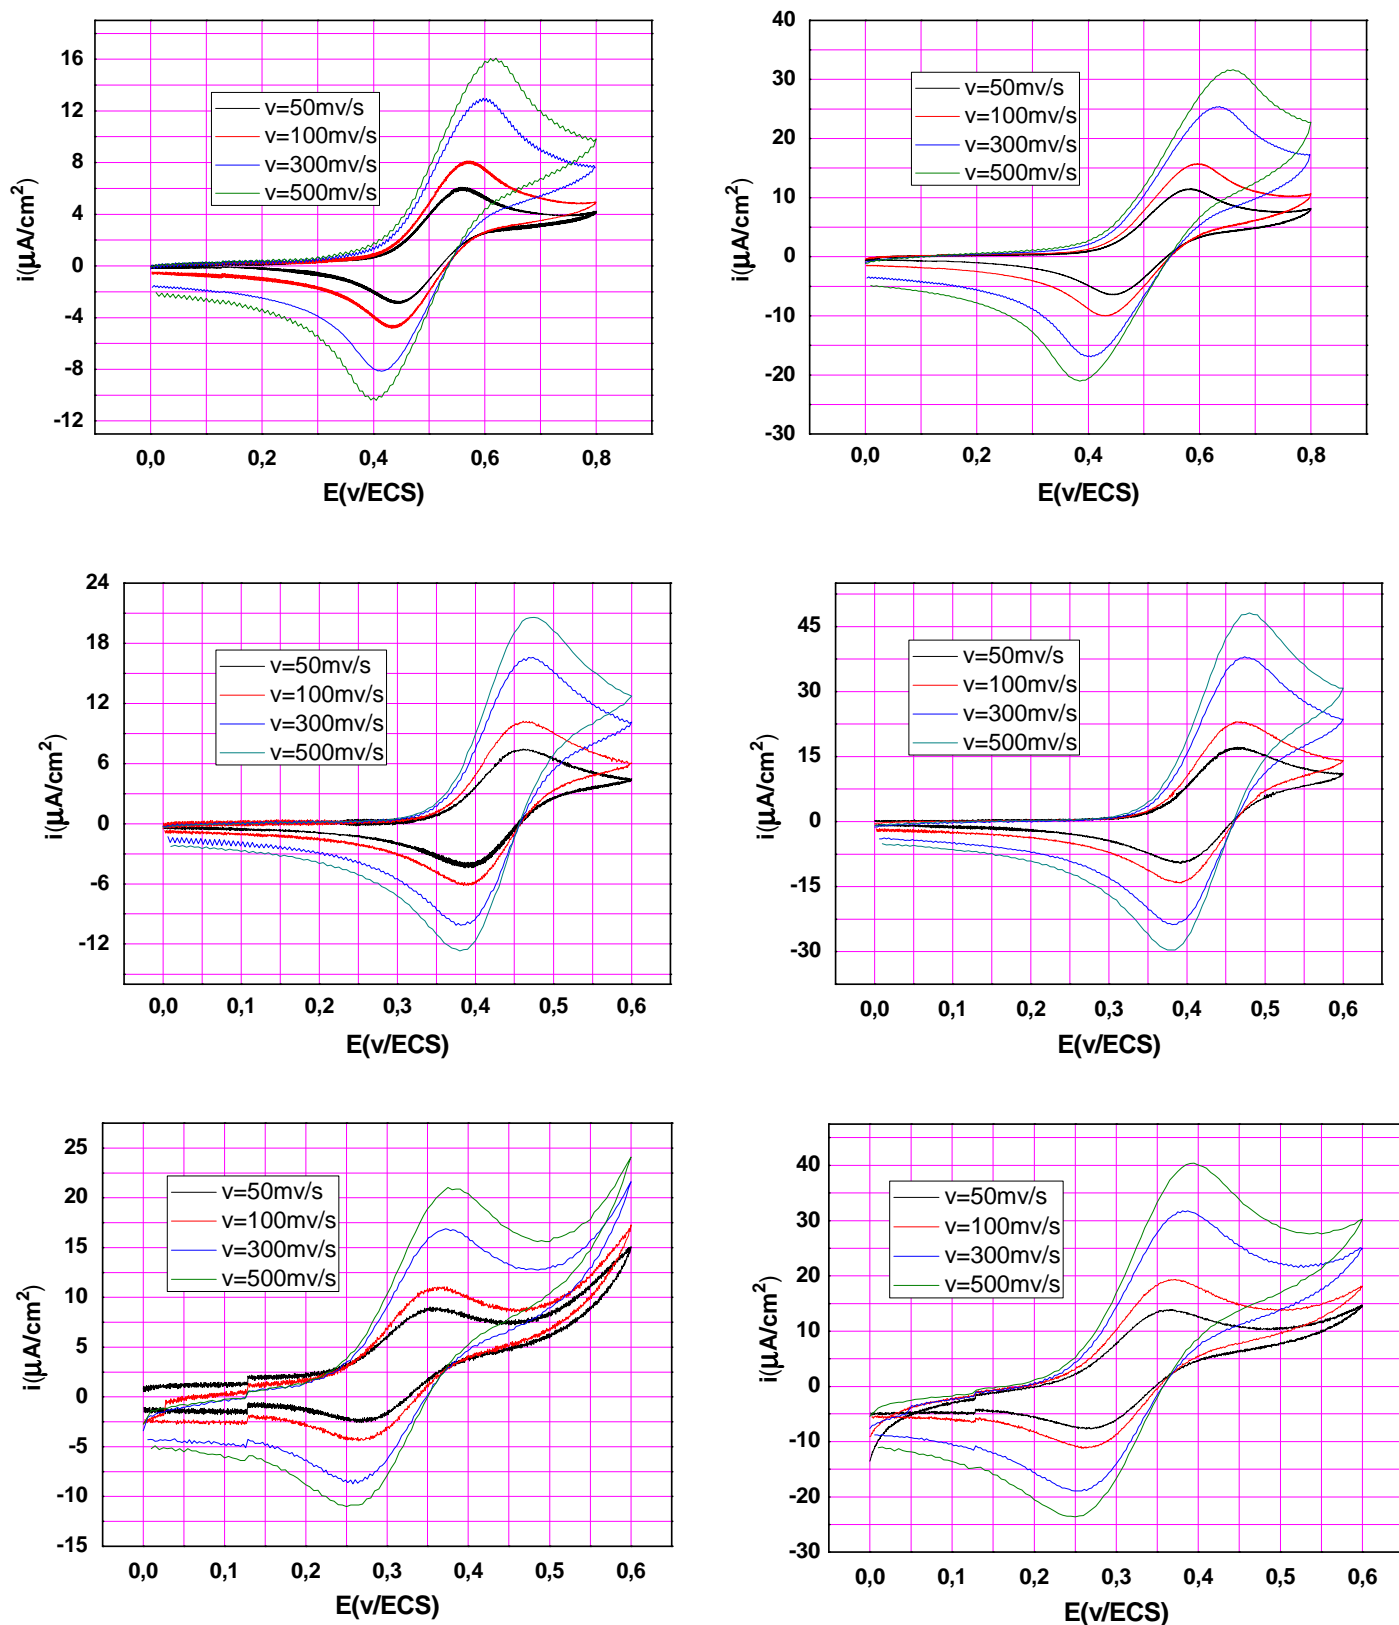 i(µA/cm²)
16
12
8
4
0
-4
-8
-12
v=50mv/s
v=100mv/s
v=300mv/s
v=500mv/s
0,0 0,2 0,4 0,6 0,8
E(v/ECS)
i(µA/cm²)
40
30
20
10
0
-10
-20
-30
v=50mv/s
v=100mv/s
v=300mv/s
v=500mv/s
0,0 0,2 0,4 0,6 0,8
E(v/ECS)
i(µA/cm²)
24
18
12
6
0
-6
-12
v=50mv/s
v=100mv/s
v=300mv/s
v=500mv/s
0,0 0,1 0,2 0,3 0,4 0,5 0,6
E(v/ECS)
i(µA/cm²)
45
30
15
0
-15
-30
v=50mv/s
v=100mv/s
v=300mv/s
v=500mv/s
0,0 0,1 0,2 0,3 0,4 0,5 0,6
E(v/ECS)
i(µA/cm²)
25
20
15
10
5
0
-5
-10
-15
v=50mv/s
v=100mv/s
v=300mv/s
v=500mv/s
0,0 0,1 0,2 0,3 0,4 0,5 0,6
E(v/ECS)
i(µA/cm²)
40
30
20
10
0
-10
-20
-30
v=50mv/s
v=100mv/s
v=300mv/s
v=500mv/s
0,0 0,1 0,2 0,3 0,4 0,5 0,6
E(v/ECS)